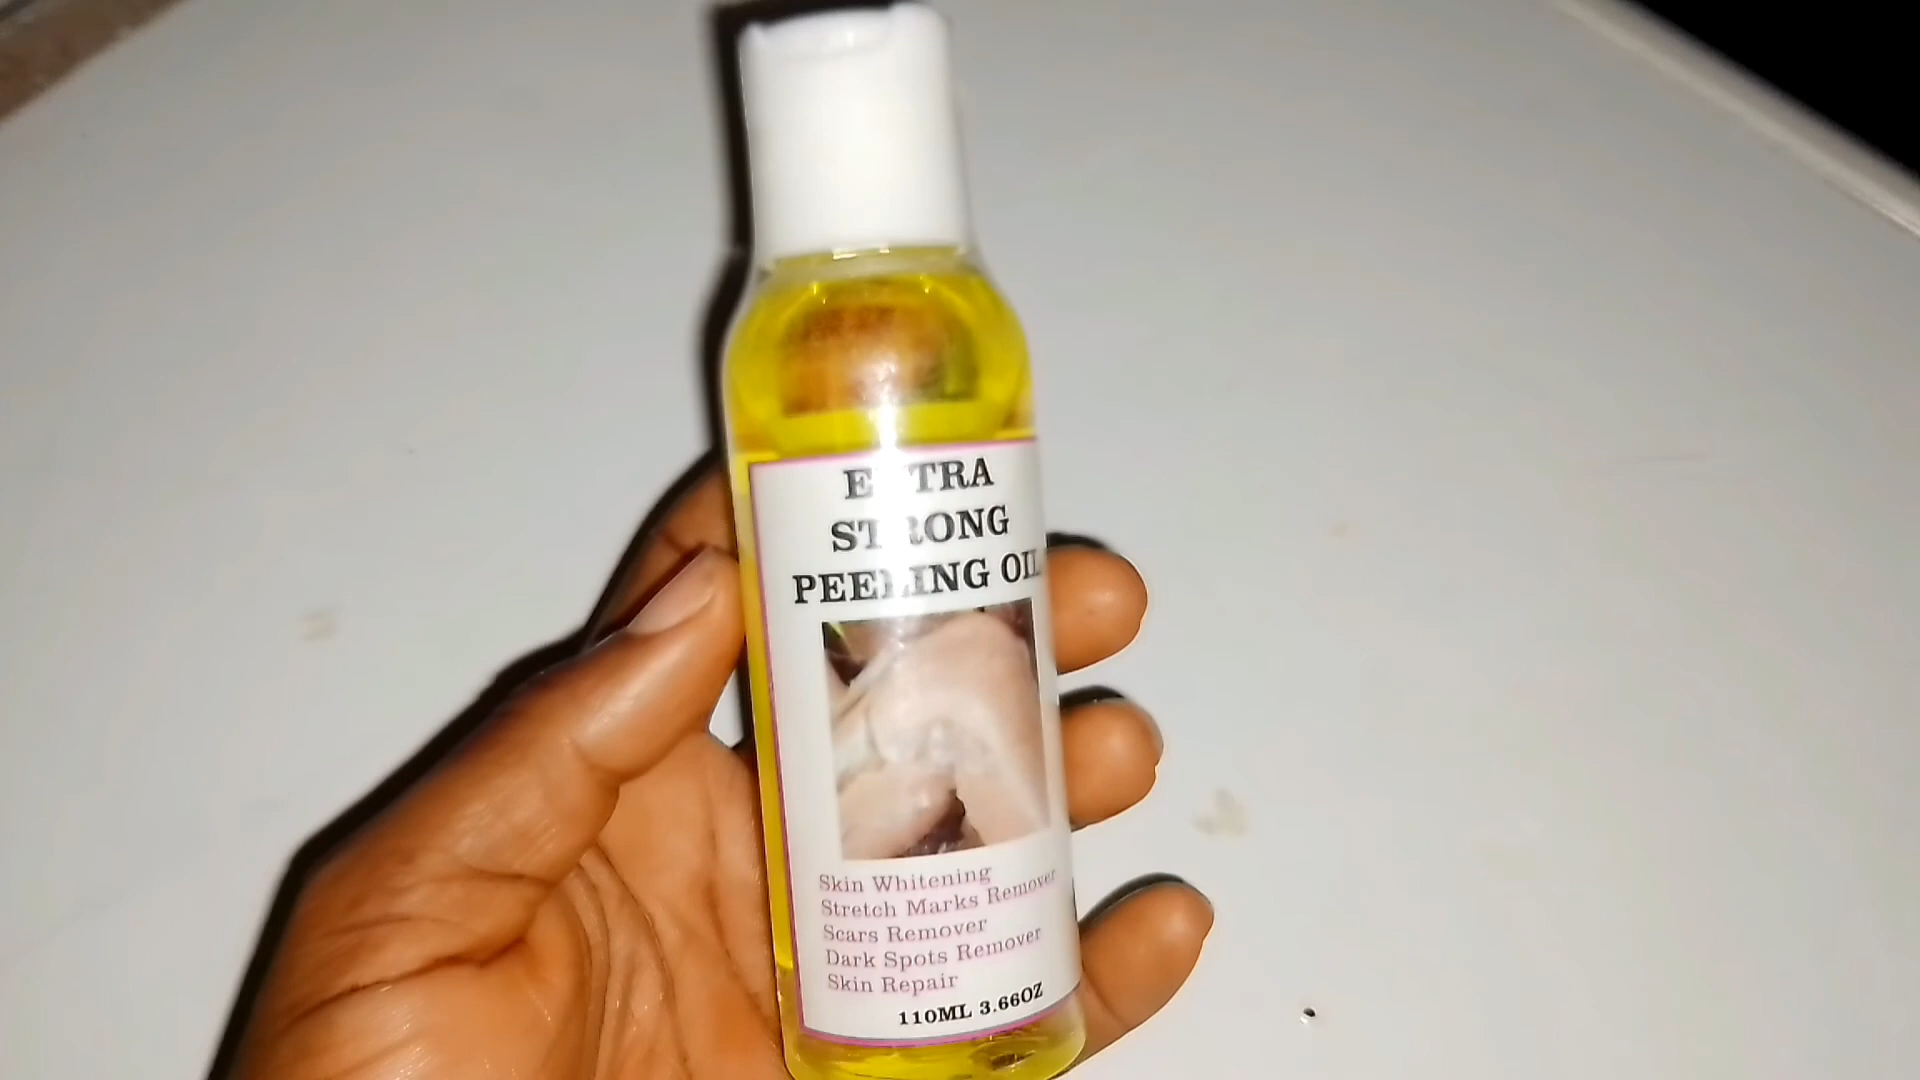 EXTRA
STRONG
PEELING OIL
Skin Whitening
Stretch Marks Remover
Scars Remover
Dark Spots Remover
Skin Repair
110ML 3.66OZ